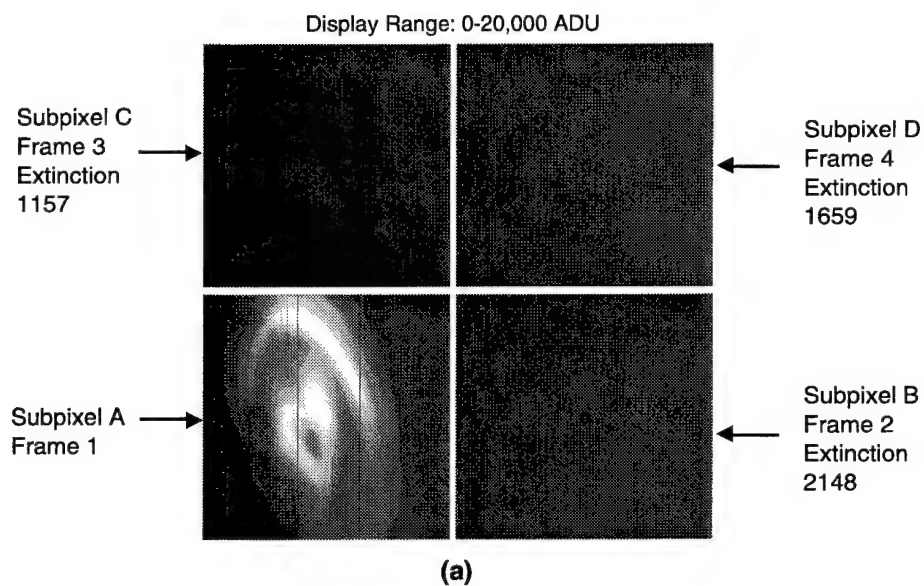 Display Range: 0-20,000 ADU
Subpixel C
Frame 3
Extinction
1157
Subpixel D
Frame 4
Extinction
1659
Subpixel A
Frame 1
Subpixel B
Frame 2
Extinction
2148
(a)